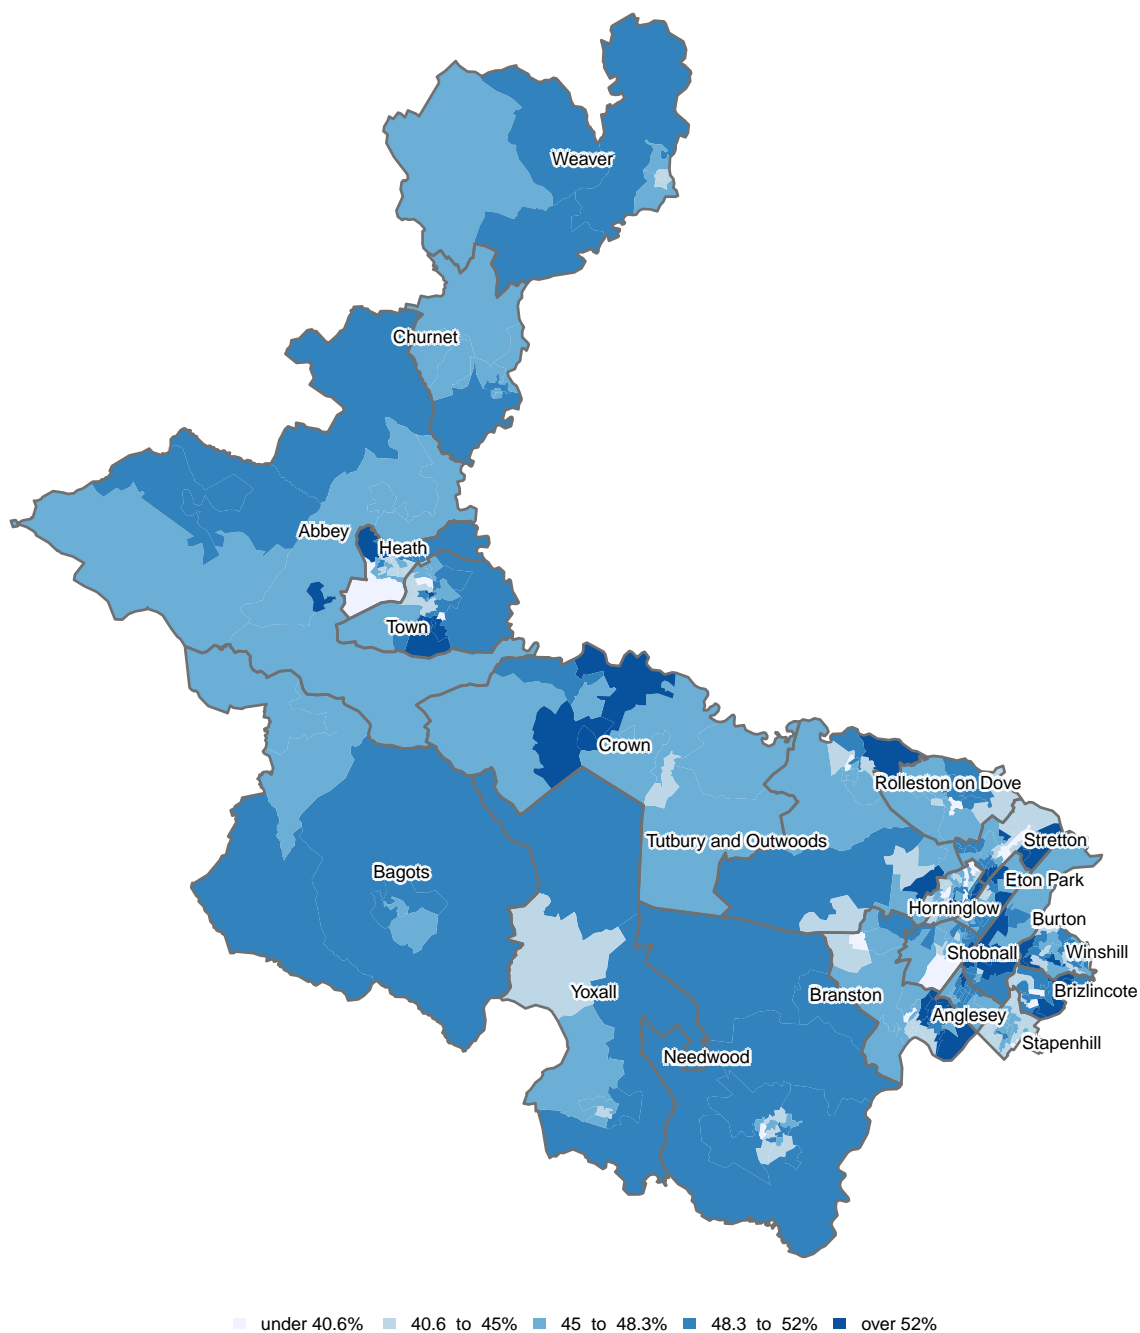 Weaver
Churnet
Abbey
Heath
Town
Crown
Rolleston on Dove
Tutbury and Outwoods
Stretton
Bagots
Eton Park
Horninglow
Burton
Shobnall
Winshill
Yoxall
Branston
Brizlincote
Anglesey
Stapenhill
Needwood
under 40.6% 40.6 to 45% 45 to 48.3% 48.3 to 52% over 52%